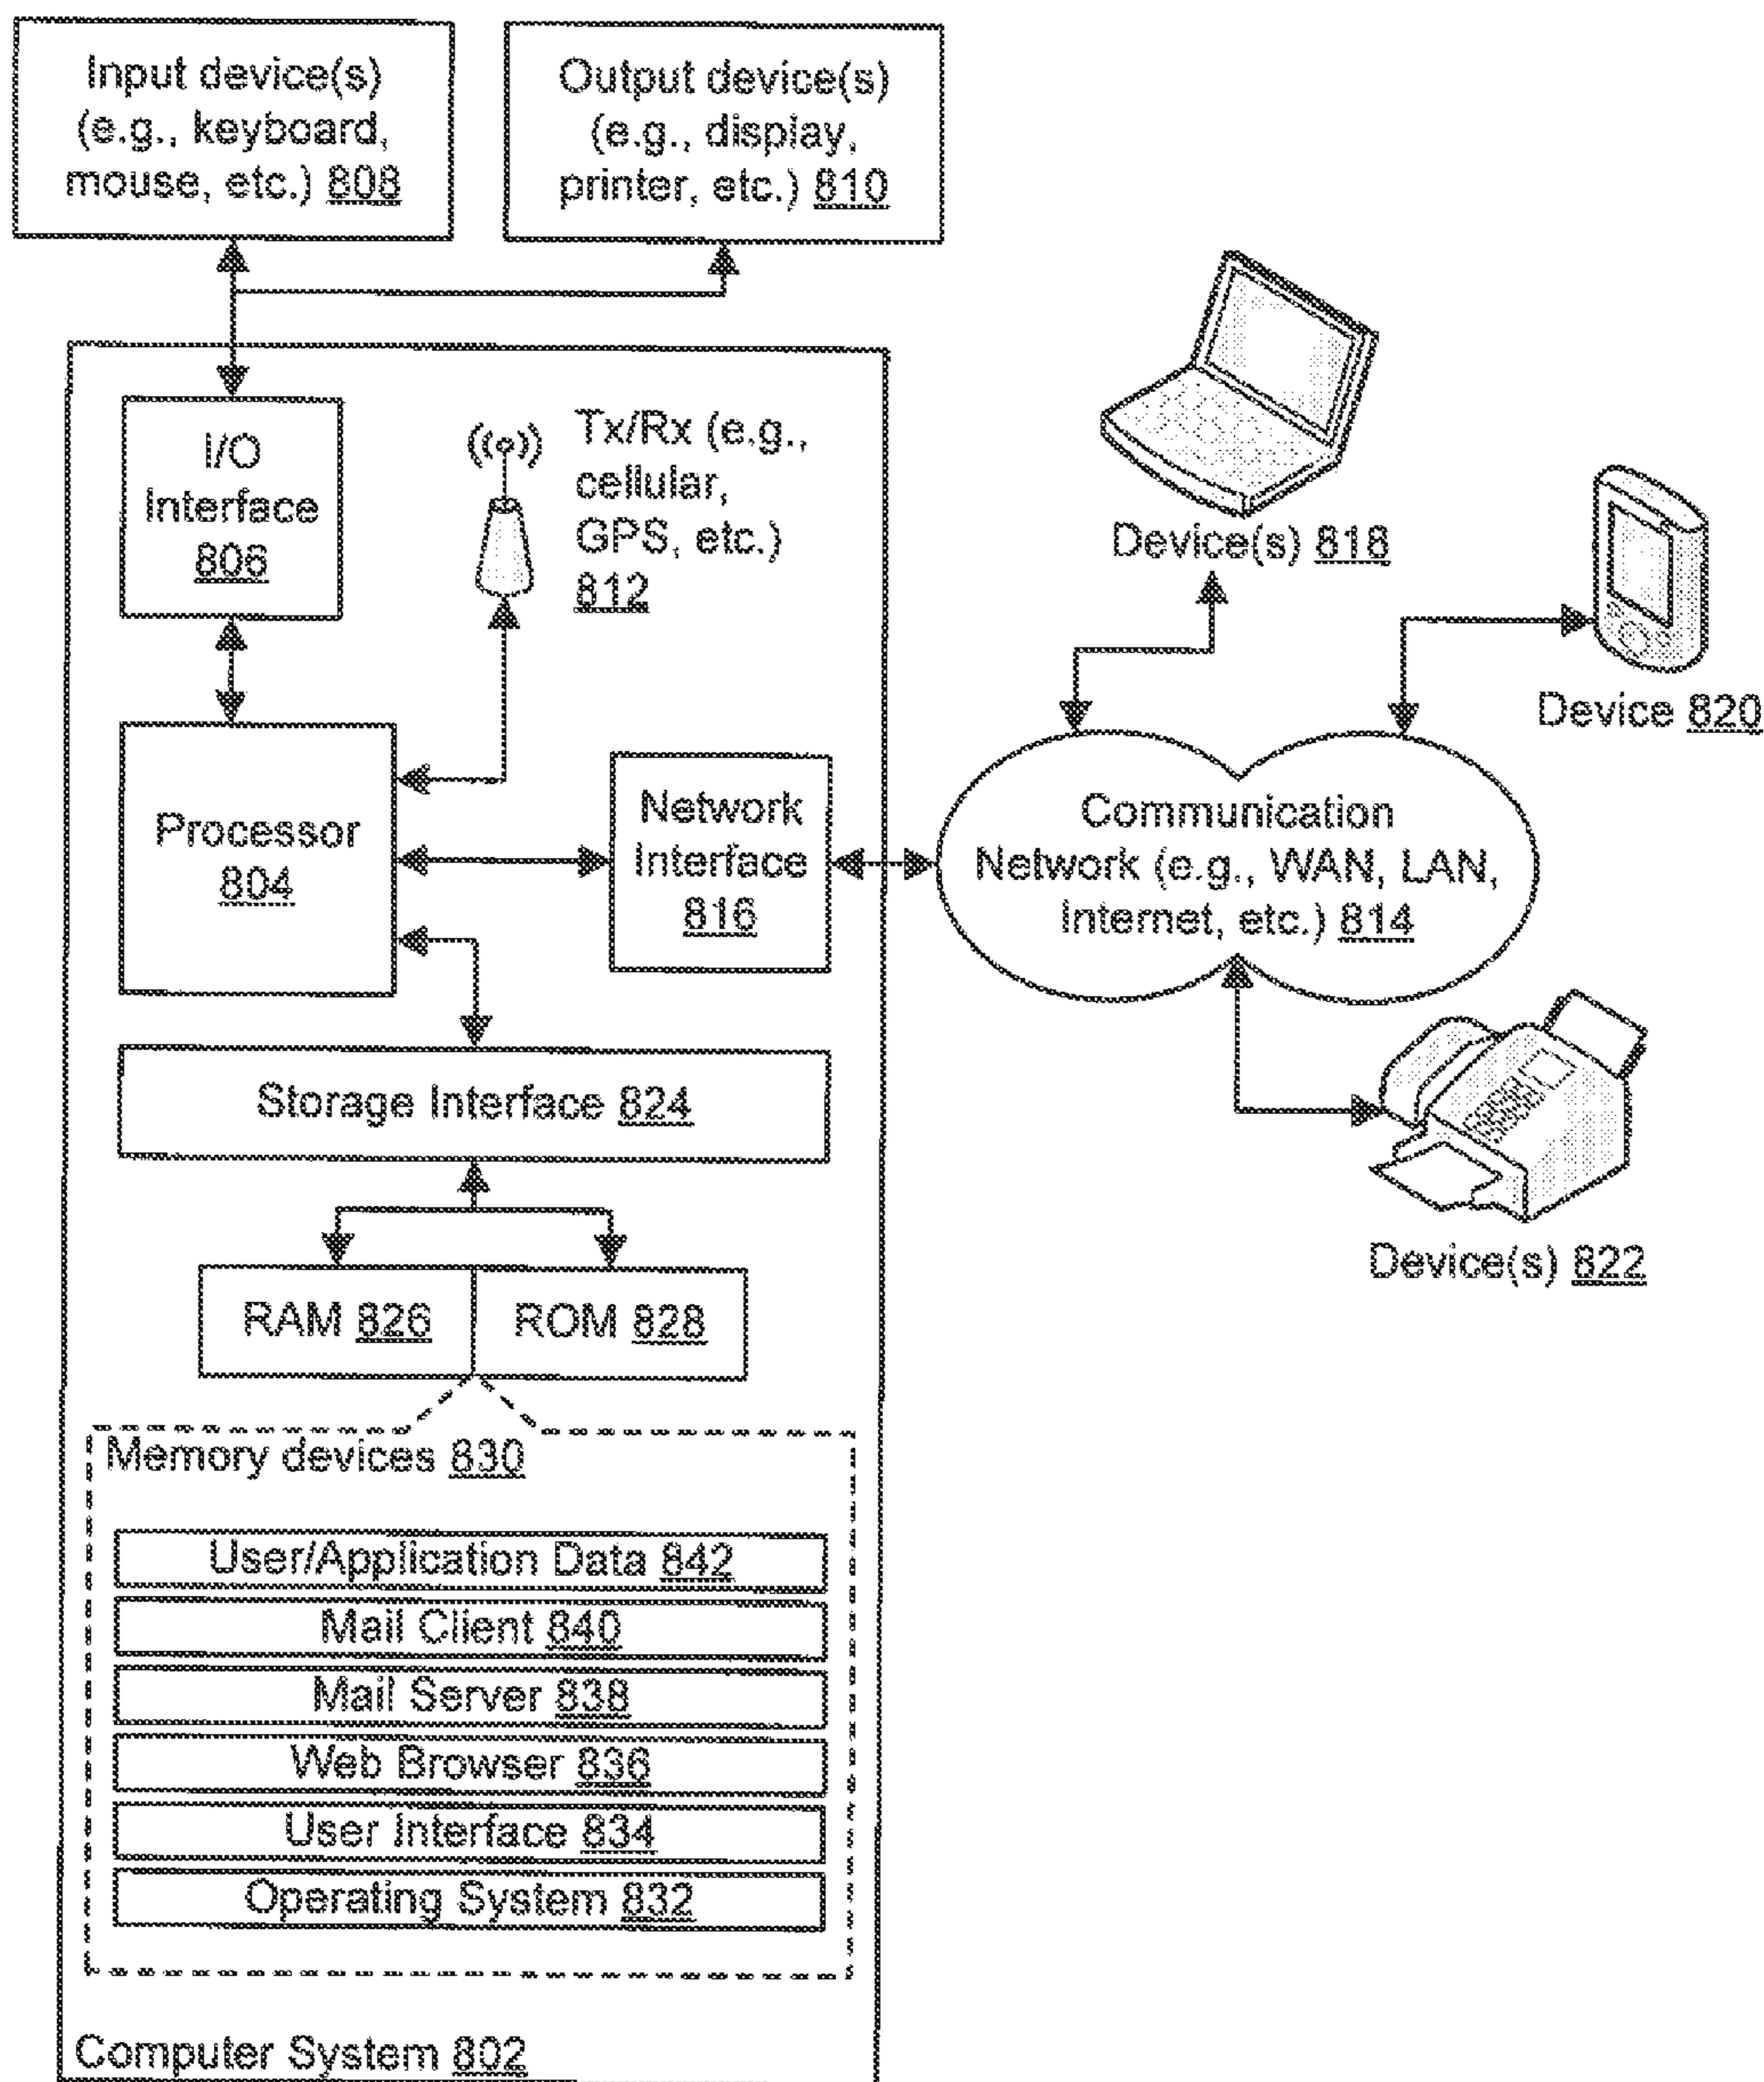 Input device(s)
(e.g., keyboard,
mouse, etc.) 808
Output device(s)
(e.g., display,
printer, etc.) 810
I/O
Interface
806
Tx/Rx (e.g.,
cellular,
GPS, etc.)
812
Device(s) 818
Device 820
Processor
804
Network
Interface
816
Communication
Network (e.g., WAN, LAN,
Internet, etc.) 814
Storage Interface 824
Device(s) 822
RAM 826
ROM 828
Memory devices 830
User/Application Data 842
Mail Client 840
Mail Server 838
Web Browser 836
User Interface 834
Operating System 832
Computer System 802